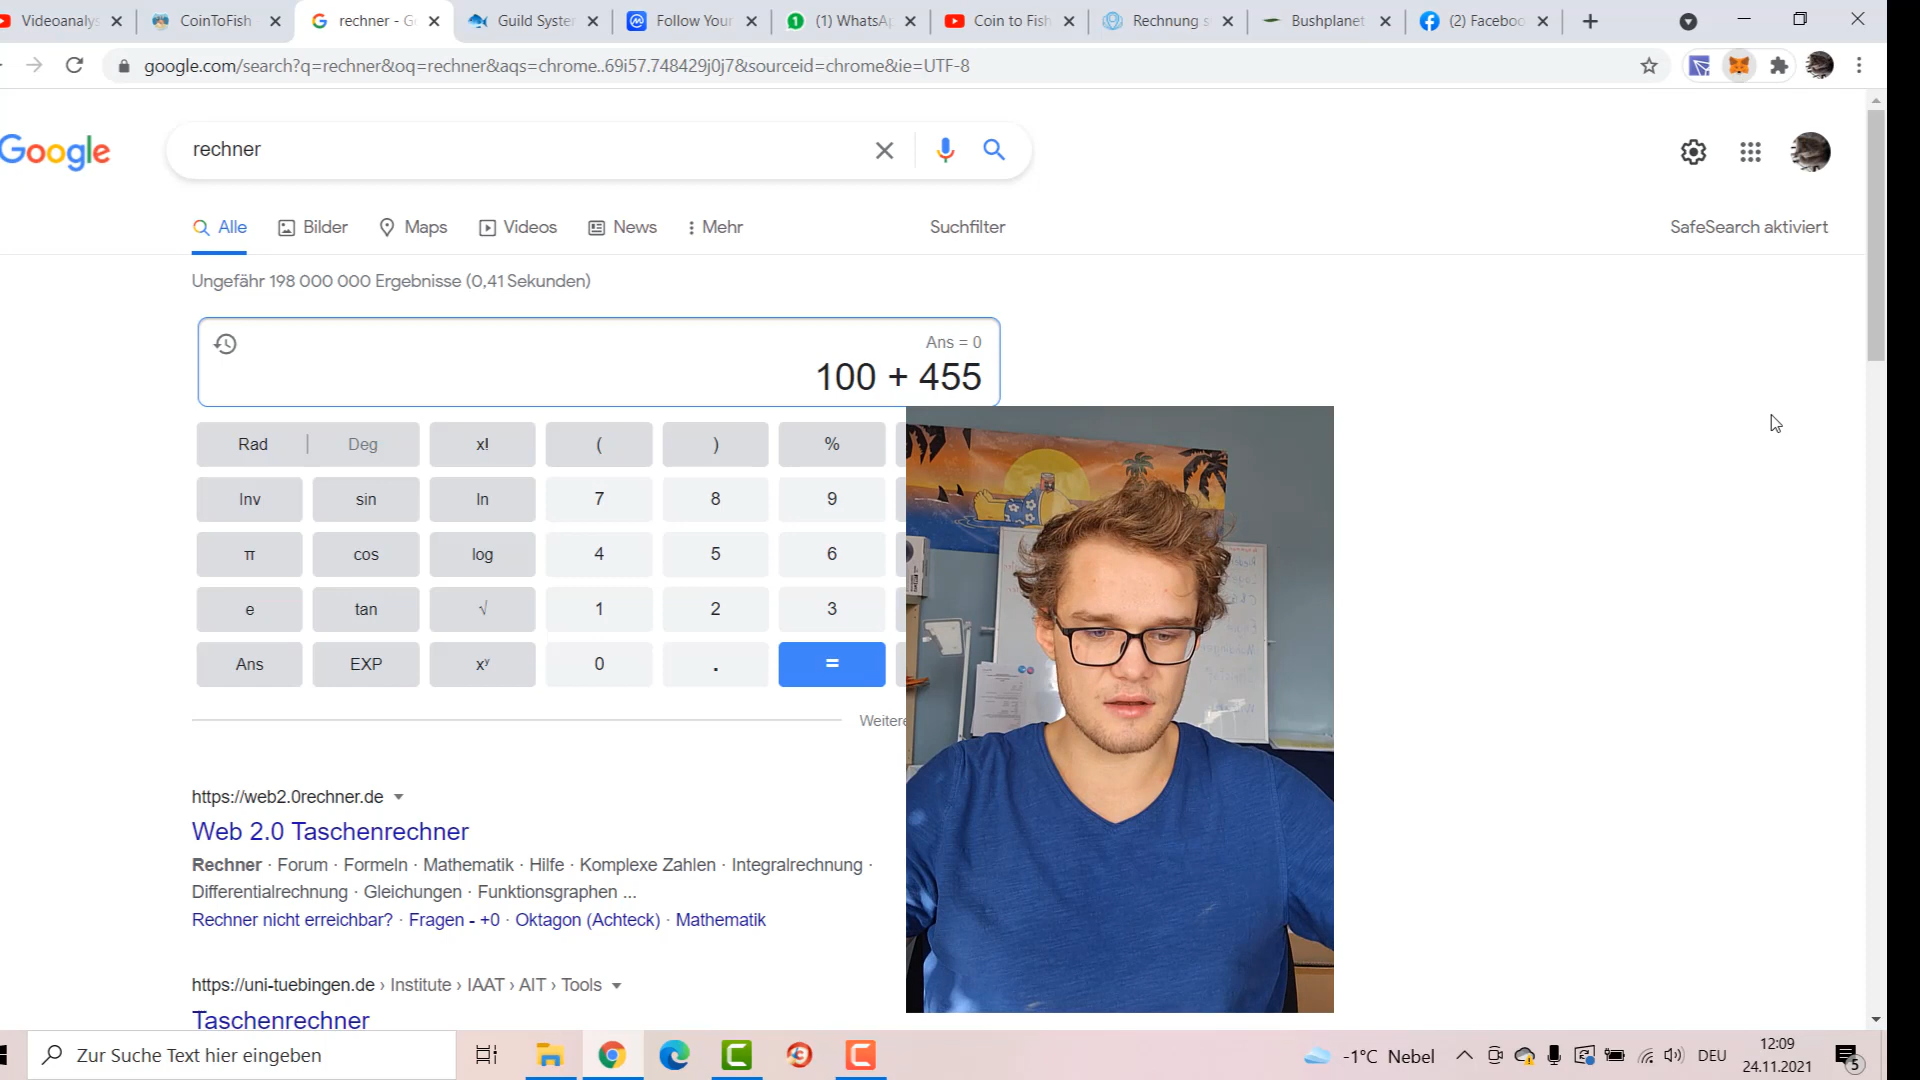 Videoanalys
CoinToFish
rechner - Go
Guild Syste
Follow Your
(1) WhatsAp
Coin to Fish
Rechnung s
Bushplanet
(2) Faceboo
google.com/search?q=rechner&oq=rechner&aqs=chrome..69i57.748429j0j7&sourceid=chrome&ie=UTF-8
Google
rechner
Alle
Bilder
Maps
Videos
News
Mehr
Suchfilter
SafeSearch aktiviert
Ungefähr 198 000 000 Ergebnisse (0,41 Sekunden)
Ans = 0
100 + 455
Rad | Deg x! ( ) %
Inv sin ln 7 8 9
π cos log 4 5 6
e tan √ 1 2 3
Ans EXP xʸ 0 . =
Weitere
https://web2.0rechner.de
Web 2.0 Taschenrechner
Rechner · Forum · Formeln · Mathematik · Hilfe · Komplexe Zahlen · Integralrechnung ·
Differentialrechnung · Gleichungen · Funktionsgraphen ...
Rechner nicht erreichbar? · Fragen - +0 · Oktagon (Achteck) · Mathematik
https://uni-tuebingen.de › Institute › IAAT › AIT › Tools
Taschenrechner
Zur Suche Text hier eingeben
-1°C Nebel
DEU
12:09
24.11.2021
5